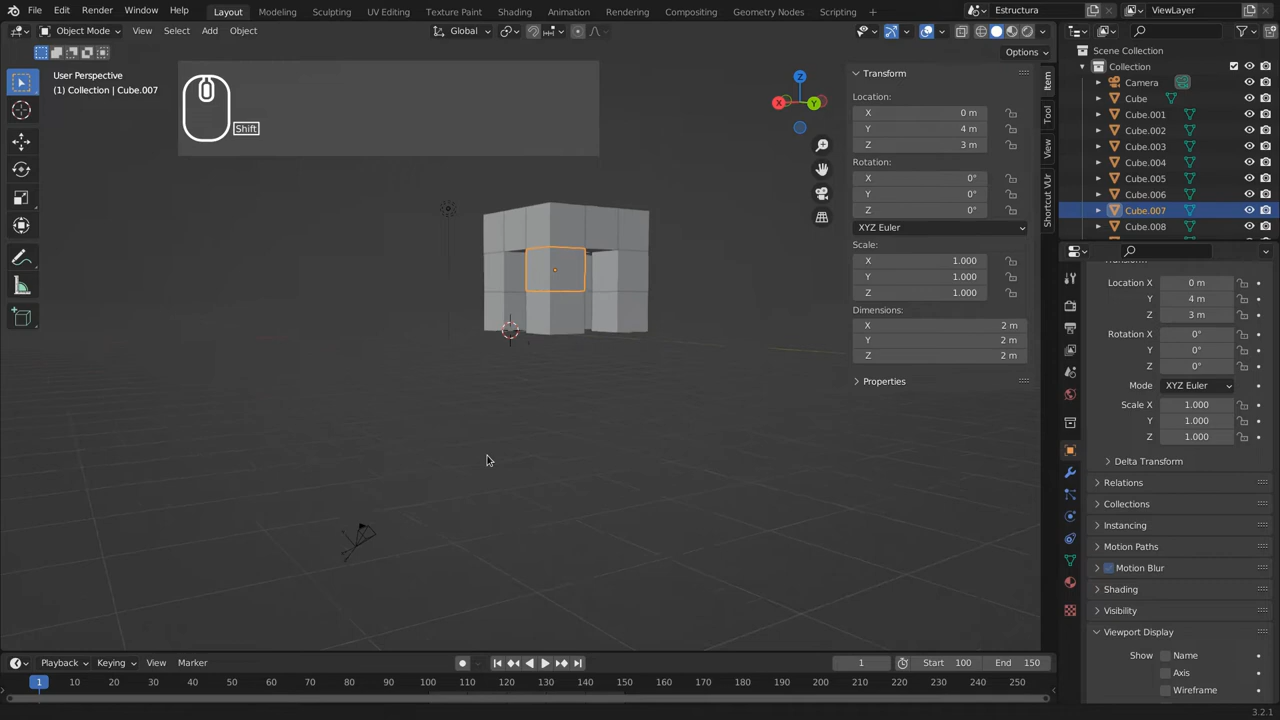 File Edit Render Window Help Layout Modeling Sculpting UV Editing Texture Paint Shading Animation Rendering Compositing Geometry Nodes Scripting Estructura ViewLayer
Object Mode View Select Add Object Global
Options
User Perspective
(1) Collection | Cube.007
Shift
X
Y
Z
Transform
Location:
X 0 m
Y 4 m
Z 3 m
Rotation:
X 0°
Y 0°
Z 0°
XYZ Euler
Scale:
X 1.000
Y 1.000
Z 1.000
Dimensions:
X 2 m
Y 2 m
Z 2 m
Properties
Item
Tool
View
Shortcut VUr
Scene Collection
Collection
Camera
Cube
Cube.001
Cube.002
Cube.003
Cube.004
Cube.005
Cube.006
Cube.007
Cube.008
Transform
Location X 0 m
Y 4 m
Z 3 m
Rotation X 0°
Y 0°
Z 0°
Mode XYZ Euler
Scale X 1.000
Y 1.000
Z 1.000
Delta Transform
Relations
Collections
Instancing
Motion Paths
Motion Blur
Shading
Visibility
Viewport Display
Show Name
Axis
Wireframe
Playback Keying View Marker 1 Start 100 End 150
1 10 20 30 40 50 60 70 80 90 100 110 120 130 140 150 160 170 180 190 200 210 220 230 240 250
3.2.1